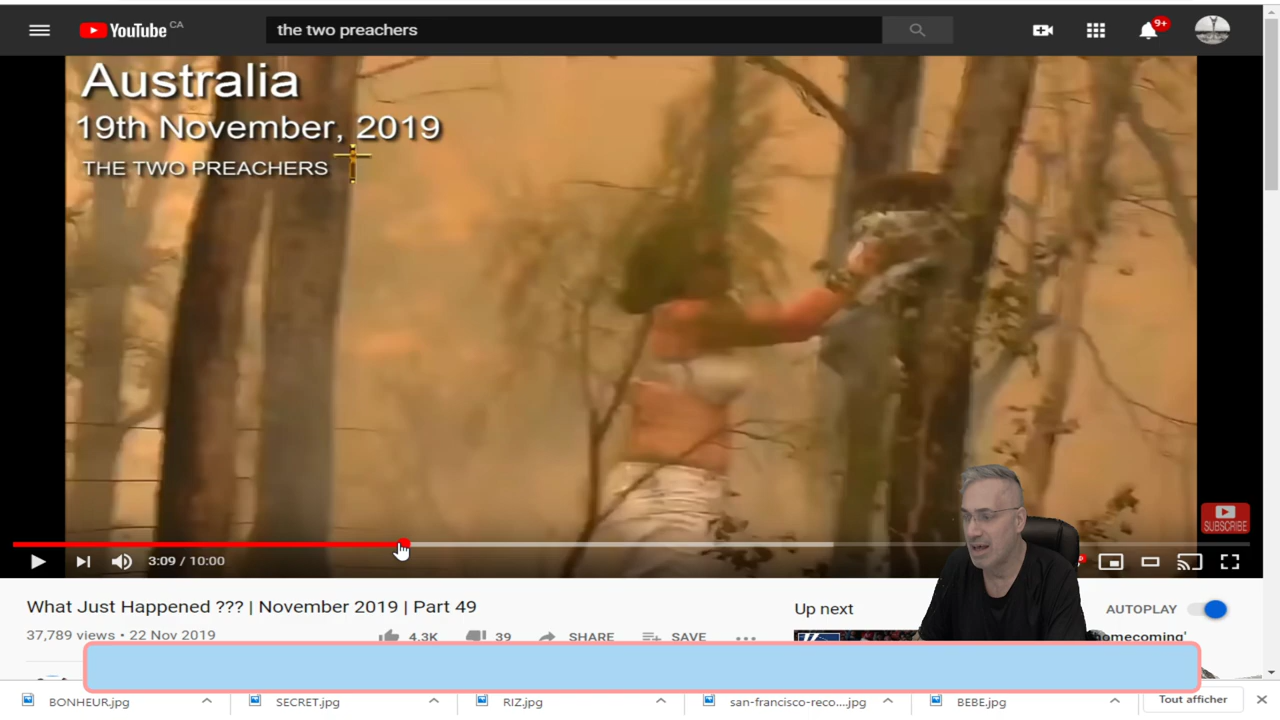 YouTube CA
the two preachers
9+
Australia
19th November, 2019
THE TWO PREACHERS
SUBSCRIBE
3:09 / 10:00
What Just Happened ??? | November 2019 | Part 49
Up next
AUTOPLAY
37,789 views • 22 Nov 2019
4.3K
39
SHARE
SAVE
homecoming'
BONHEUR.jpg
SECRET.jpg
RIZ.jpg
san-francisco-reco....jpg
BEBE.jpg
Tout afficher